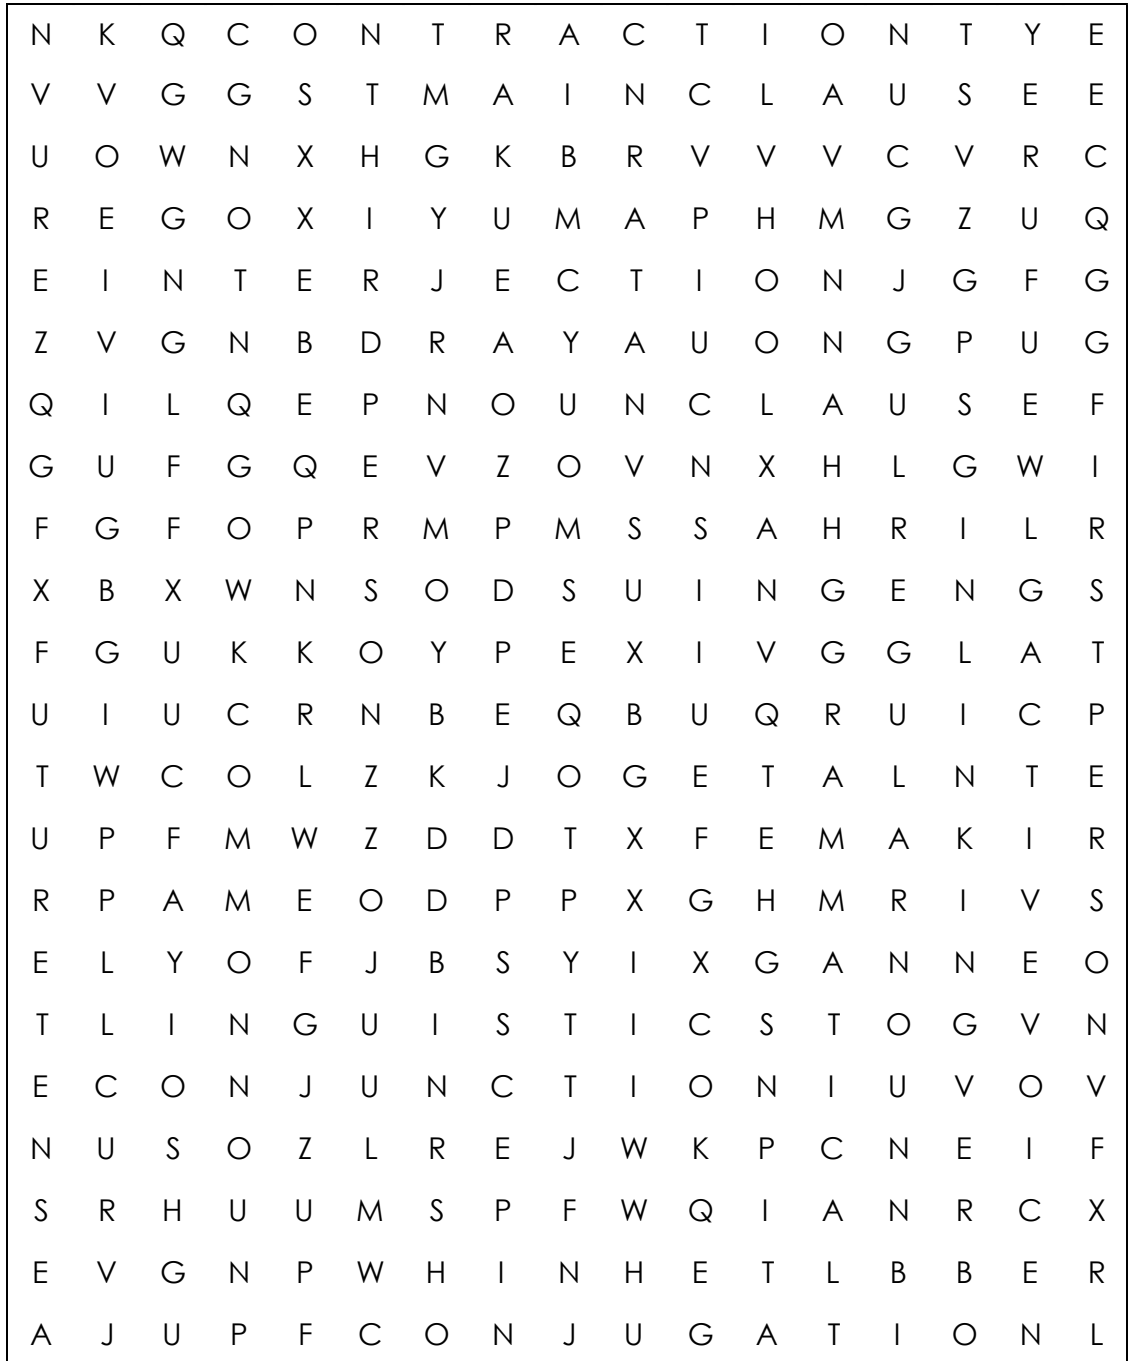 N K Q C O N T R A C T I O N T Y E
V V G G S T M A I N C L A U S E E
U O W N X H G K B R V V V C V R C
R E G O X I Y U M A P H M G Z U Q
E I N T E R J E C T I O N J G F G
Z V G N B D R A Y A U O N G P U G
Q I L Q E P N O U N C L A U S E F
G U F G Q E V Z O V N X H L G W I
F G F O P R M P M S S A H R I L R
X B X W N S O D S U I N G E N G S
F G U K K O Y P E X I V G G L A T
U I U C R N B E Q B U Q R U I C P
T W C O L Z K J O G E T A L N T E
U P F M W Z D D T X F E M A K I R
R P A M E O D P P X G H M R I V S
E L Y O F J B S Y I X G A N N E O
T L I N G U I S T I C S T O G V N
E C O N J U N C T I O N I U V O V
N U S O Z L R E J W K P C N E I F
S R H U U M S P F W Q I A N R C X
E V G N P W H I N H E T L B B E R
A J U P F C O N J U G A T I O N L